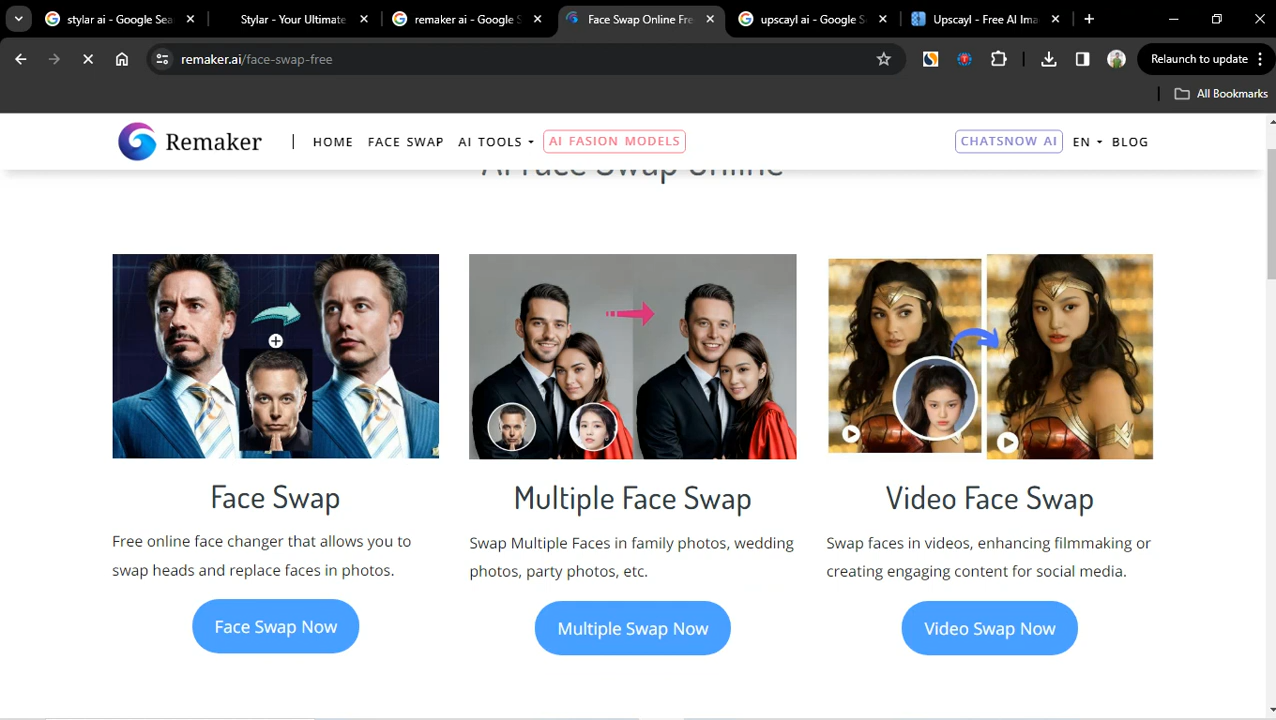 stylar ai - Google Sea
Stylar - Your Ultimate
remaker ai - Google S
Face Swap Online Fre
upscayl ai - Google S
Upscayl - Free AI Ima
remaker.ai/face-swap-free
Relaunch to update
All Bookmarks
Remaker
HOME
FACE SWAP
AI TOOLS
AI FASION MODELS
CHATSNOW AI
EN
BLOG
AI Face Swap Online
Face Swap
Free online face changer that allows you to
swap heads and replace faces in photos.
Face Swap Now
Multiple Face Swap
Swap Multiple Faces in family photos, wedding
photos, party photos, etc.
Multiple Swap Now
Video Face Swap
Swap faces in videos, enhancing filmmaking or
creating engaging content for social media.
Video Swap Now